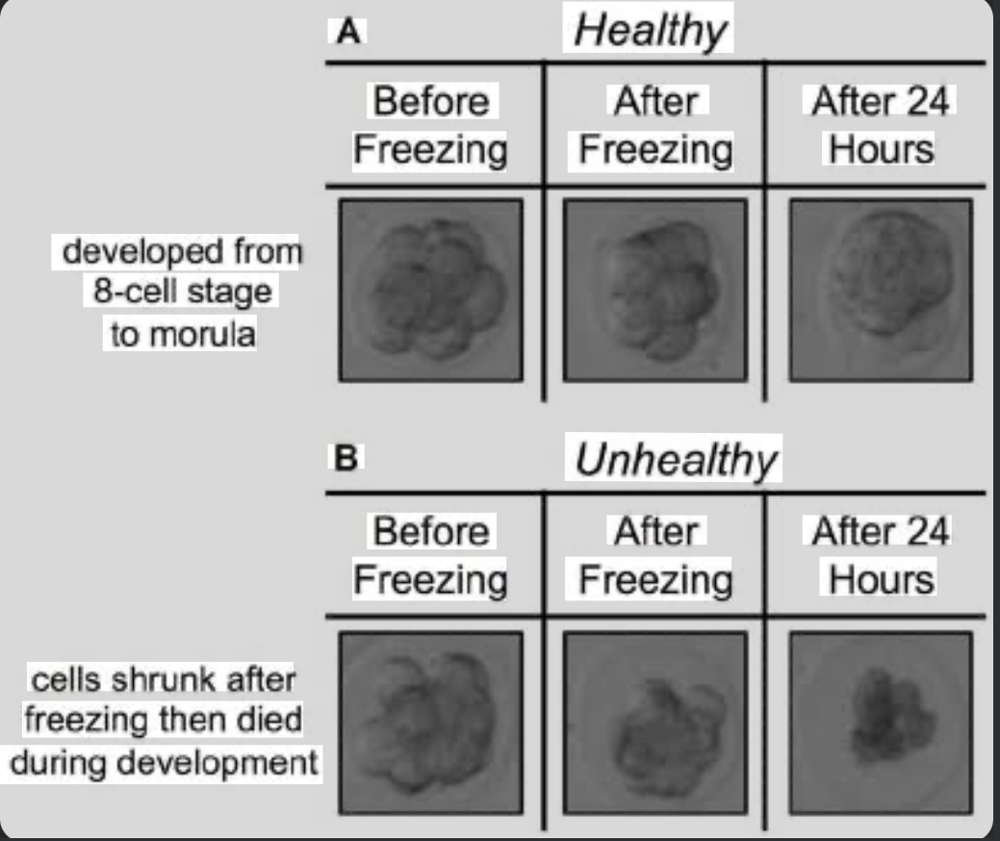 A
Healthy
Before
Freezing
After
Freezing
After 24
Hours
developed from
8-cell stage
to morula
B
Unhealthy
Before
Freezing
After
Freezing
After 24
Hours
cells shrunk after
freezing then died
during development